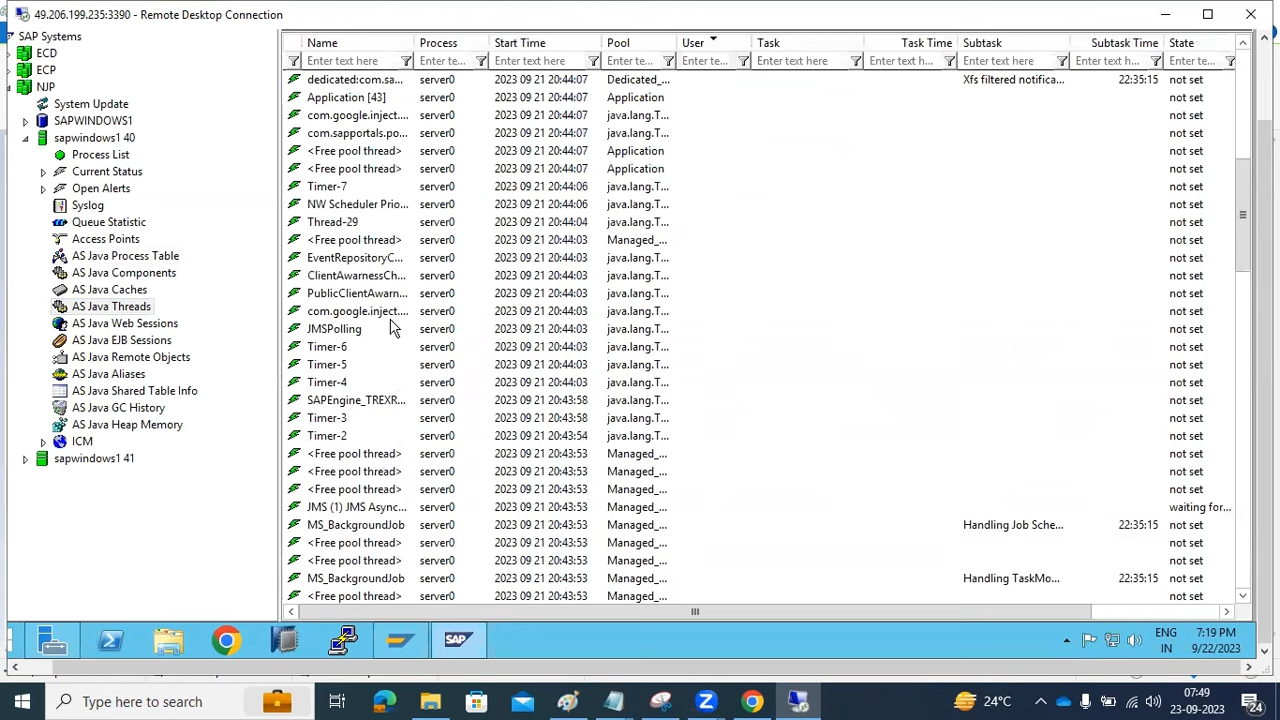 49.206.199.235:3390 - Remote Desktop Connection
SAP Systems
ECD
ECP
NJP
System Update
SAPWINDOWS1
sapwindows1 40
Process List
Current Status
Open Alerts
Syslog
Queue Statistic
Access Points
AS Java Process Table
AS Java Components
AS Java Caches
AS Java Threads
AS Java Web Sessions
AS Java EJB Sessions
AS Java Remote Objects
AS Java Aliases
AS Java Shared Table Info
AS Java GC History
AS Java Heap Memory
ICM
sapwindows1 41
Name Process Start Time Pool User Task Task Time Subtask Subtask Time State
Enter text here Enter te... Enter text here Enter te... Enter te... Enter text here Enter text h... Enter text here Enter text h... Enter te...
dedicated:com.sa... server0 2023 09 21 20:44:07 Dedicated_... Xfs filtered notifica... 22:35:15 not set
Application [43] server0 2023 09 21 20:44:07 Application not set
com.google.inject.... server0 2023 09 21 20:44:07 java.lang.T... not set
com.sapportals.po... server0 2023 09 21 20:44:07 java.lang.T... not set
<Free pool thread> server0 2023 09 21 20:44:07 Application not set
<Free pool thread> server0 2023 09 21 20:44:07 Application not set
Timer-7 server0 2023 09 21 20:44:06 java.lang.T... not set
NW Scheduler Prio... server0 2023 09 21 20:44:06 java.lang.T... not set
Thread-29 server0 2023 09 21 20:44:04 java.lang.T... not set
<Free pool thread> server0 2023 09 21 20:44:03 Managed_... not set
EventRepositoryC... server0 2023 09 21 20:44:03 java.lang.T... not set
ClientAwarnessCh... server0 2023 09 21 20:44:03 java.lang.T... not set
PublicClientAwarn... server0 2023 09 21 20:44:03 java.lang.T... not set
com.google.inject.... server0 2023 09 21 20:44:03 java.lang.T... not set
JMSPolling server0 2023 09 21 20:44:03 java.lang.T... not set
Timer-6 server0 2023 09 21 20:44:03 java.lang.T... not set
Timer-5 server0 2023 09 21 20:44:03 java.lang.T... not set
Timer-4 server0 2023 09 21 20:44:03 java.lang.T... not set
SAPEngine_TREXR... server0 2023 09 21 20:43:58 java.lang.T... not set
Timer-3 server0 2023 09 21 20:43:58 java.lang.T... not set
Timer-2 server0 2023 09 21 20:43:54 java.lang.T... not set
<Free pool thread> server0 2023 09 21 20:43:53 Managed_... not set
<Free pool thread> server0 2023 09 21 20:43:53 Managed_... not set
<Free pool thread> server0 2023 09 21 20:43:53 Managed_... not set
JMS (1) JMS Async... server0 2023 09 21 20:43:53 Managed_... waiting for...
MS_BackgroundJob server0 2023 09 21 20:43:53 Managed_... Handling Job Sche... 22:35:15 not set
<Free pool thread> server0 2023 09 21 20:43:53 Managed_... not set
<Free pool thread> server0 2023 09 21 20:43:53 Managed_... not set
MS_BackgroundJob server0 2023 09 21 20:43:53 Managed_... Handling TaskMo... 22:35:15 not set
<Free pool thread> server0 2023 09 21 20:43:53 Managed_... not set
SAP
ENG
IN
7:19 PM
9/22/2023
Type here to search
24°C
07:49
23-09-2023
24